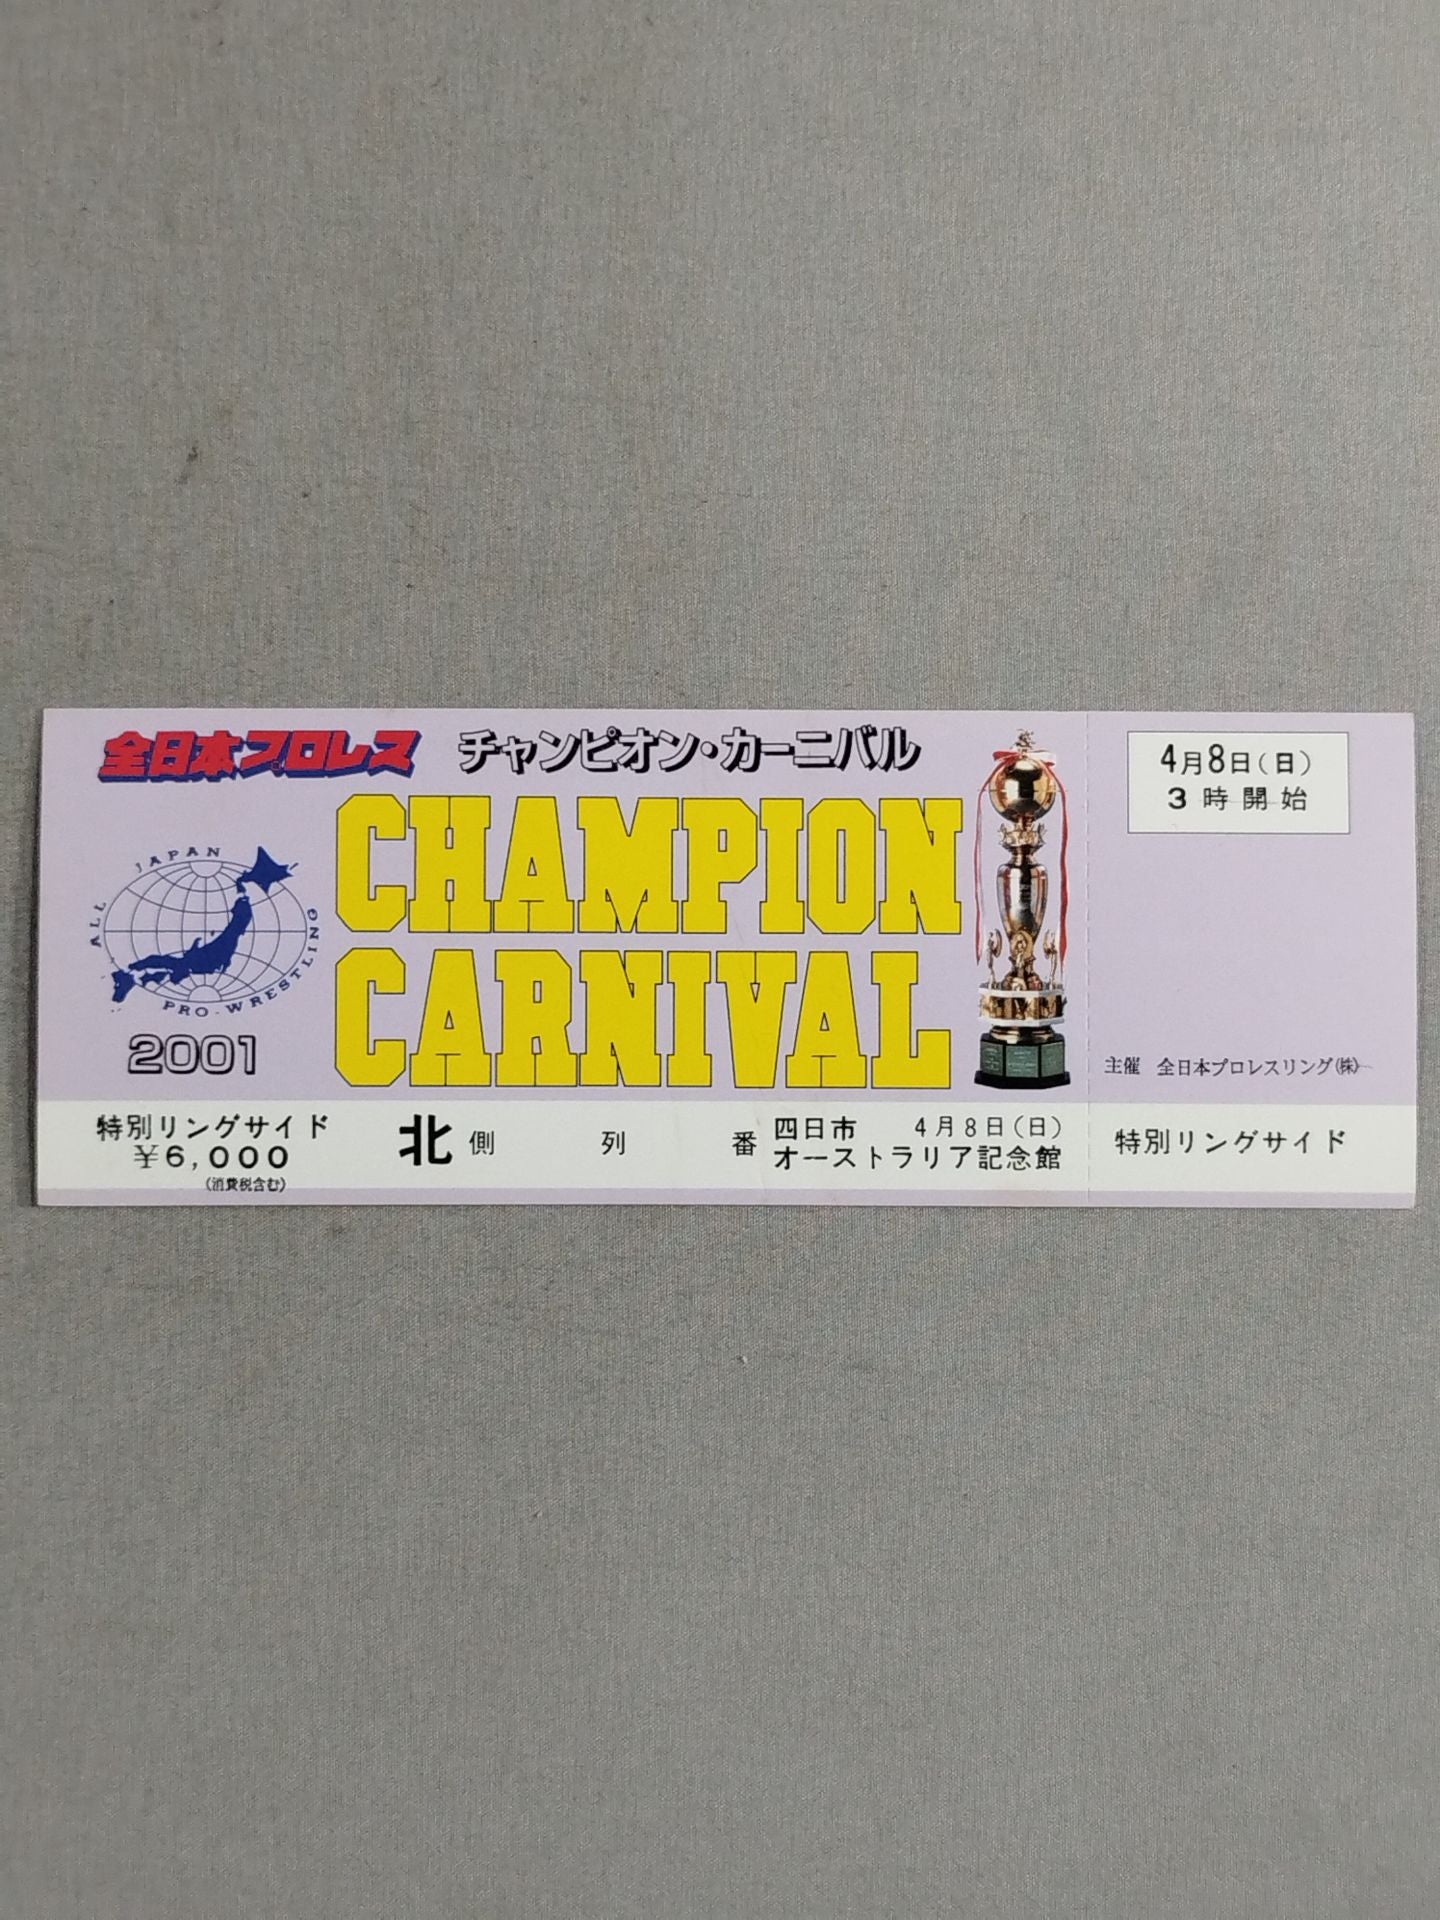 全日本プロレス チャンピオン・カーニバル
CHAMPION
CARNIVAL
ALL JAPAN PRO-WRESTLING
2001
特別リングサイド
¥6,000
(消費税含む)
北側 列 番
四日市 4月8日(日)
オーストラリア記念館
4月8日(日)
3時開始
主催 全日本プロレスリング(株)
特別リングサイド